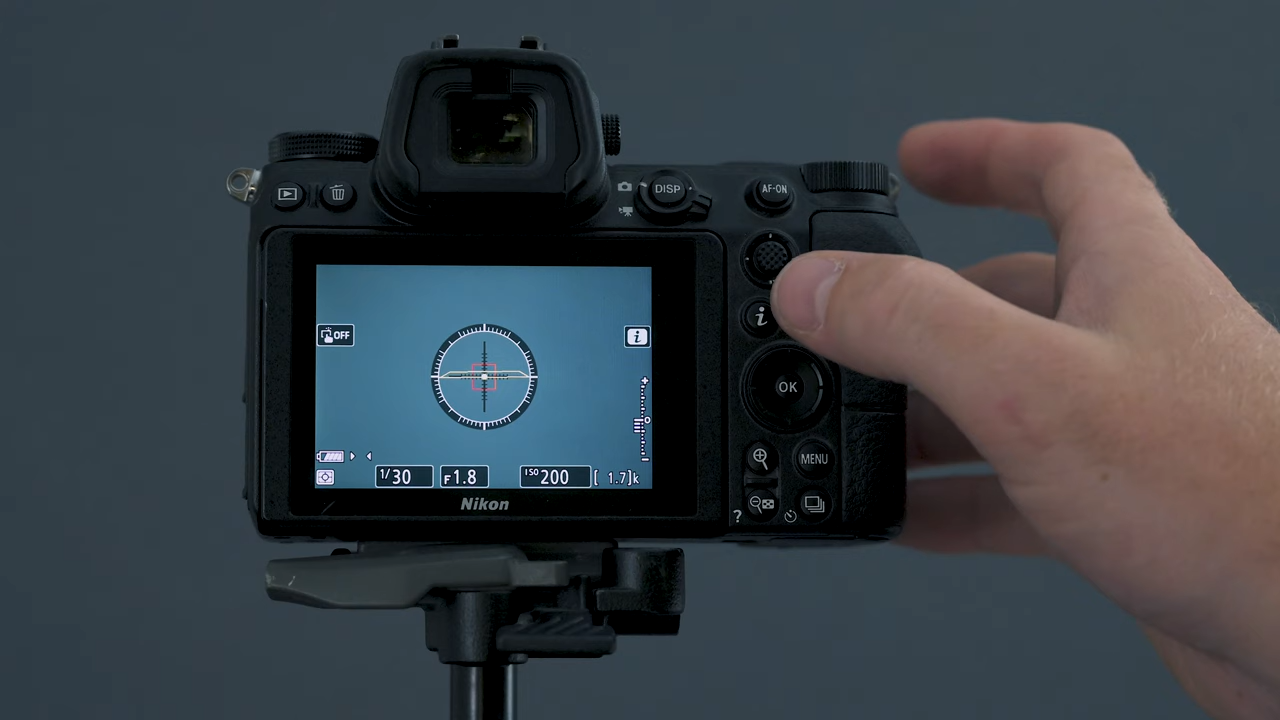 DISP
AF-ON
OFF
i
i
OK
1/30
F1.8
ISO 200
[ 1.7]k
MENU
Nikon
?